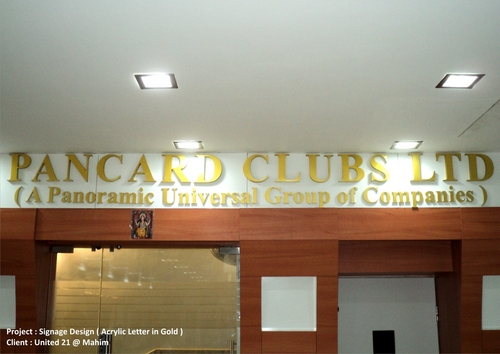 PANCARD CLUBS LTD
( A Panoramic Universal Group of Companies )
Project : Signage Design ( Acrylic Letter in Gold )
Client : United 21 @ Mahim